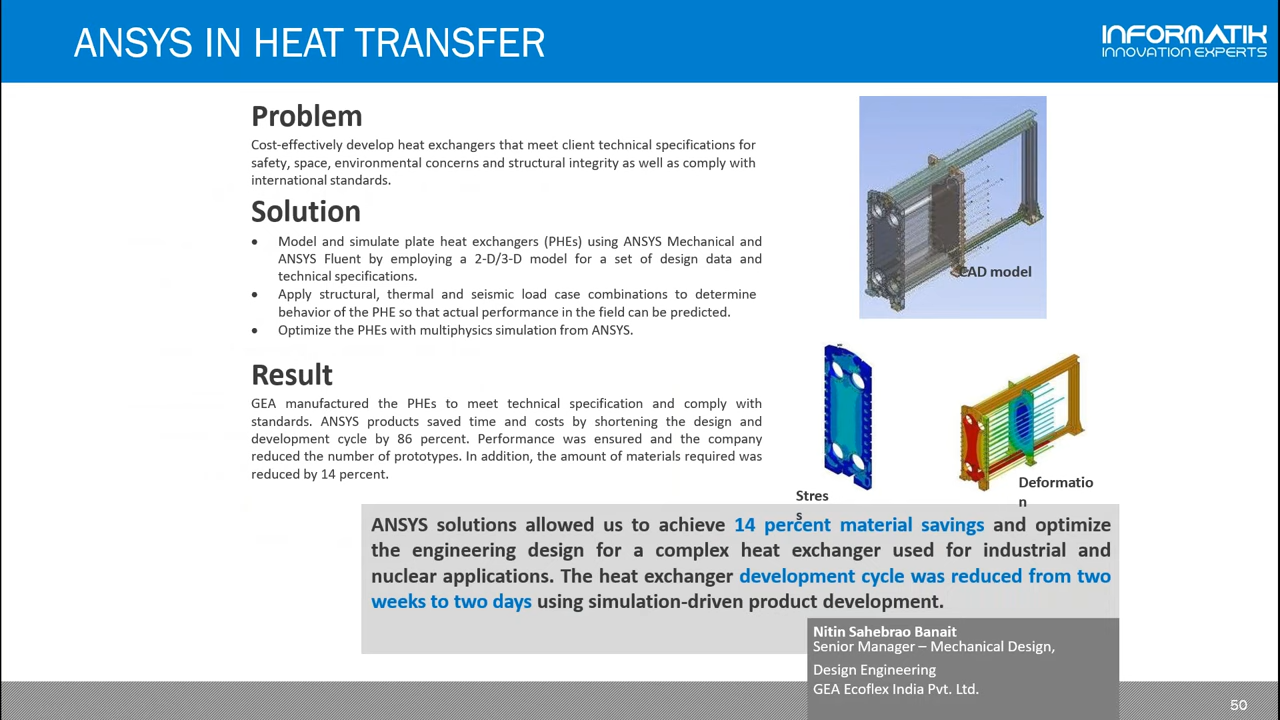 ANSYS IN HEAT TRANSFER
INFORMATIK
INNOVATION EXPERTS
Problem
Cost-effectively develop heat exchangers that meet client technical specifications for
safety, space, environmental concerns and structural integrity as well as comply with
international standards.
Solution
• Model and simulate plate heat exchangers (PHEs) using ANSYS Mechanical and
ANSYS Fluent by employing a 2-D/3-D model for a set of design data and
technical specifications.
• Apply structural, thermal and seismic load case combinations to determine
behavior of the PHE so that actual performance in the field can be predicted.
• Optimize the PHEs with multiphysics simulation from ANSYS.
Result
GEA manufactured the PHEs to meet technical specification and comply with
standards. ANSYS products saved time and costs by shortening the design and
development cycle by 86 percent. Performance was ensured and the company
reduced the number of prototypes. In addition, the amount of materials required was
reduced by 14 percent.
CAD model
Stres
s
Deformatio
n
ANSYS solutions allowed us to achieve 14 percent material savings and optimize
the engineering design for a complex heat exchanger used for industrial and
nuclear applications. The heat exchanger development cycle was reduced from two
weeks to two days using simulation-driven product development.
Nitin Sahebrao Banait
Senior Manager – Mechanical Design,
Design Engineering
GEA Ecoflex India Pvt. Ltd.
50